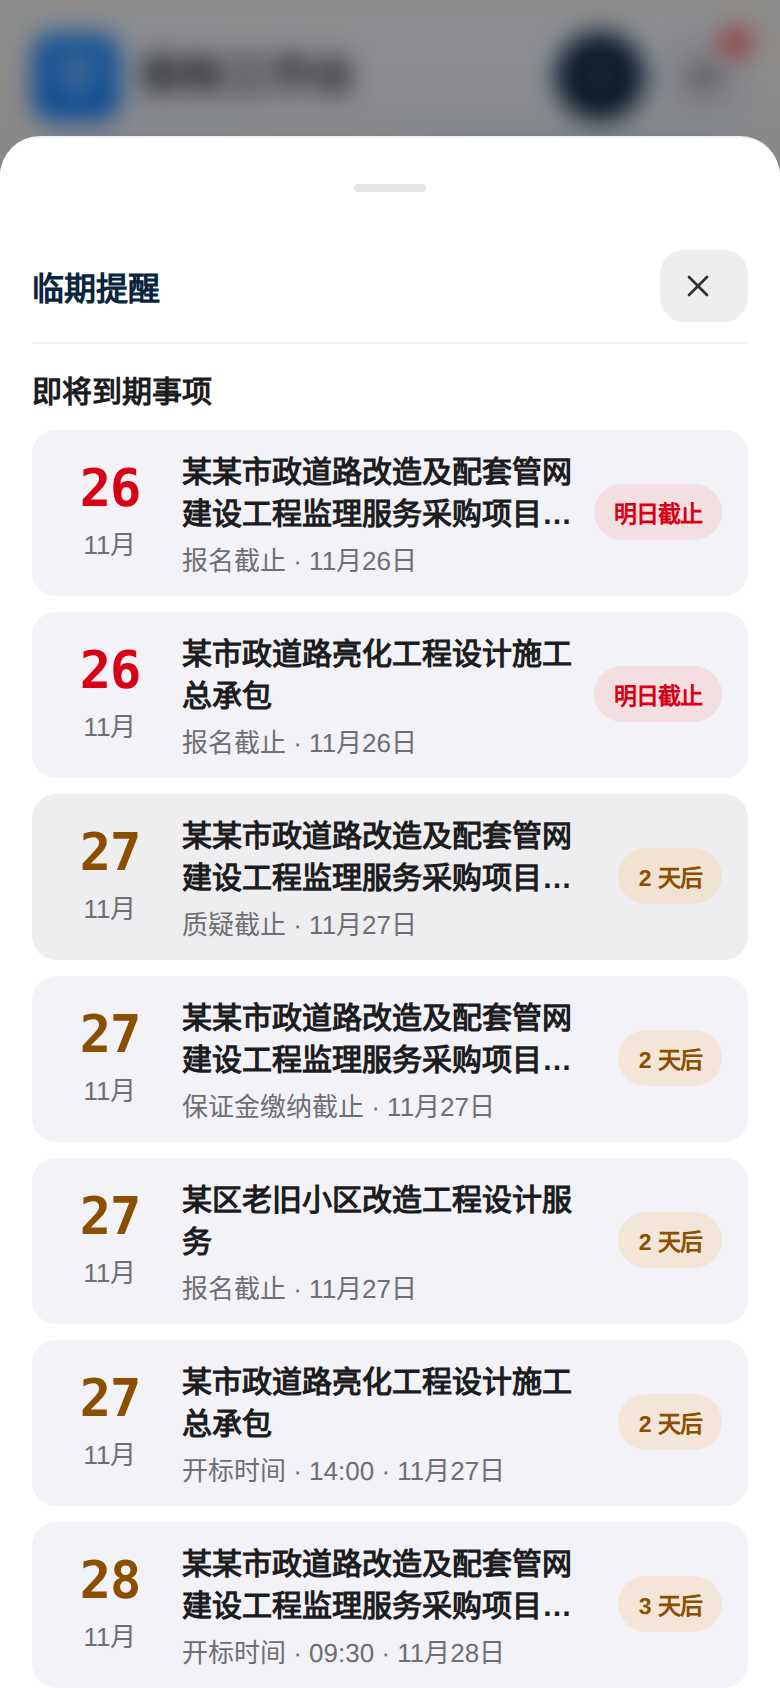 临期提醒
即将到期事项
26
11月
某某市政道路改造及配套管网
建设工程监理服务采购项目…
报名截止 · 11月26日
明日截止
26
11月
某市政道路亮化工程设计施工
总承包
报名截止 · 11月26日
明日截止
27
11月
某某市政道路改造及配套管网
建设工程监理服务采购项目…
质疑截止 · 11月27日
2 天后
27
11月
某某市政道路改造及配套管网
建设工程监理服务采购项目…
保证金缴纳截止 · 11月27日
2 天后
27
11月
某区老旧小区改造工程设计服
务
报名截止 · 11月27日
2 天后
27
11月
某市政道路亮化工程设计施工
总承包
开标时间 · 14:00 · 11月27日
2 天后
28
11月
某某市政道路改造及配套管网
建设工程监理服务采购项目…
开标时间 · 09:30 · 11月28日
3 天后